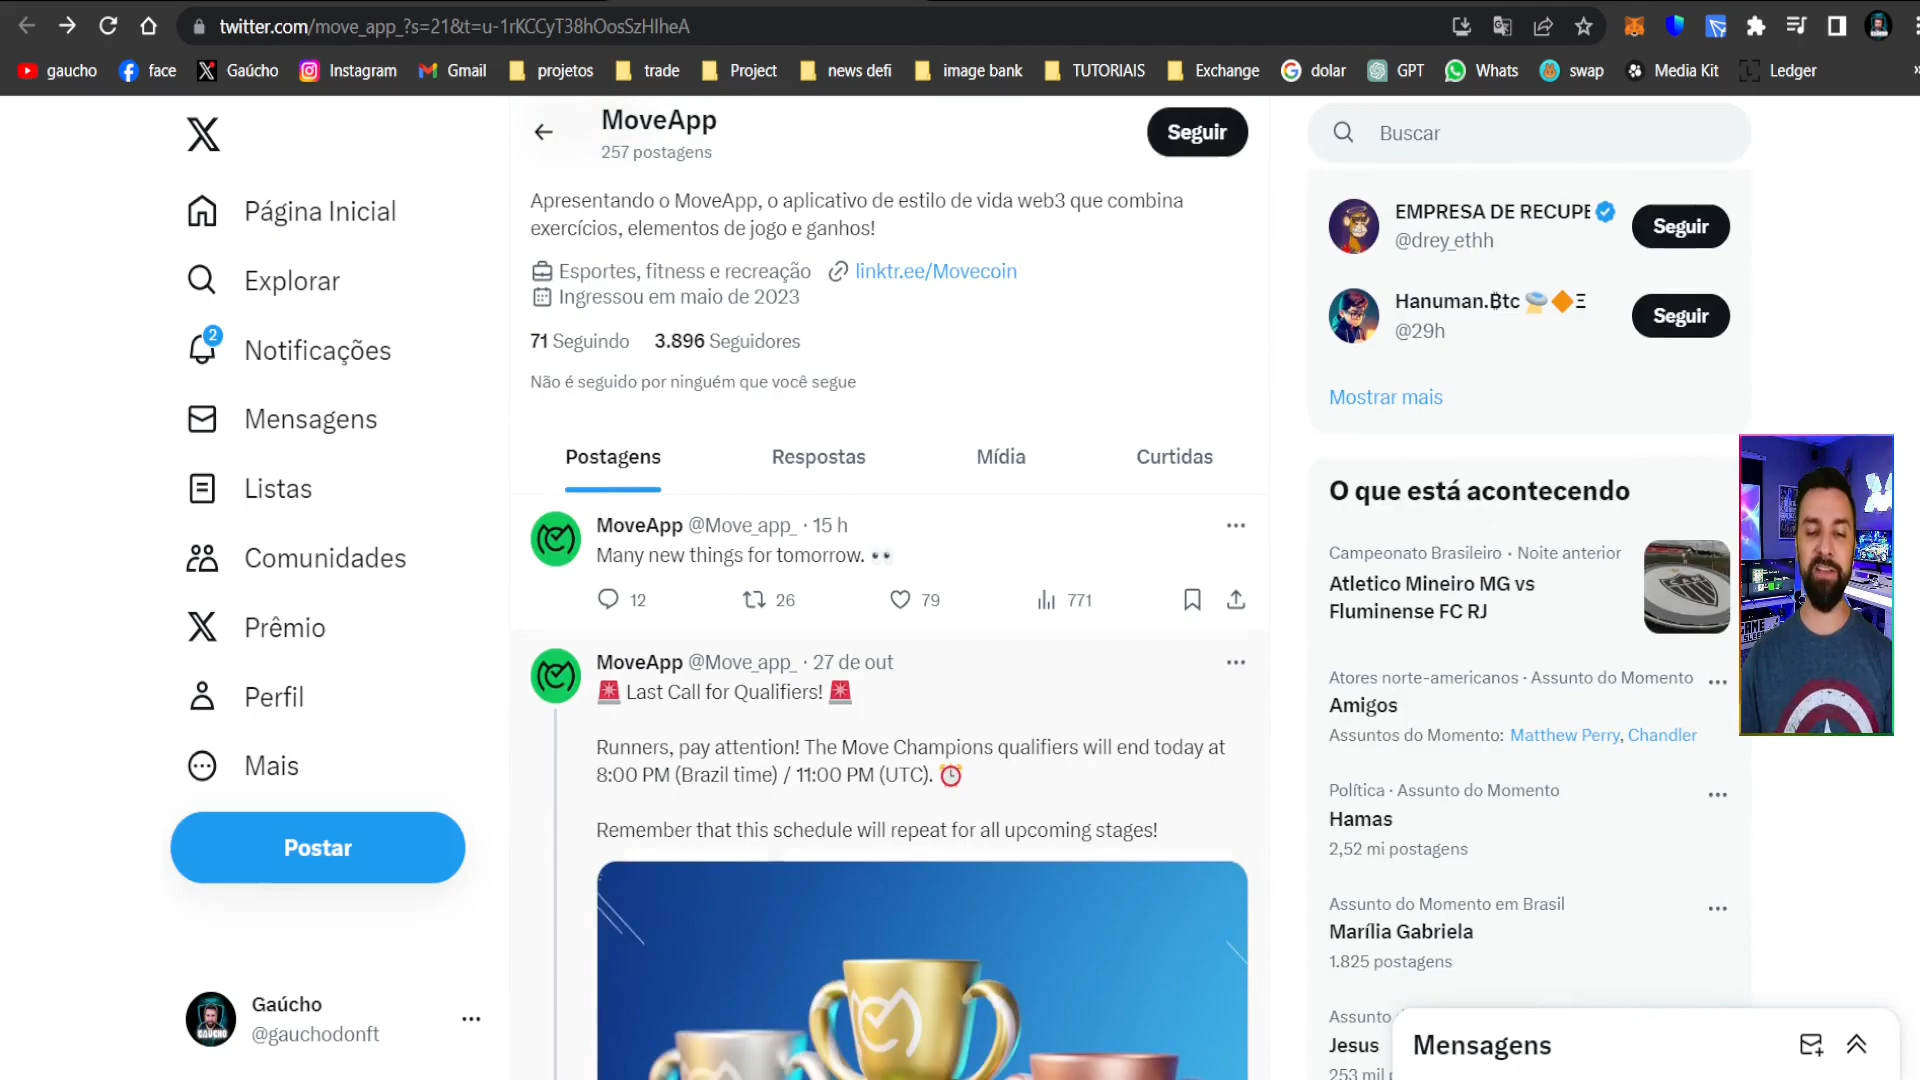 twitter.com/move_app_?s=21&t=u-1rKCCyT38hOosSzHIheA
gaucho
face
Gaúcho
Instagram
Gmail
projetos
trade
Project
news defi
image bank
TUTORIAIS
Exchange
dolar
GPT
Whats
swap
Media Kit
Ledger
»
Página Inicial
Explorar
2
Notificações
Mensagens
Listas
Comunidades
Prêmio
Perfil
Mais
Postar
Gaúcho
@gauchodonft
MoveApp
257 postagens
Seguir
Apresentando o MoveApp, o aplicativo de estilo de vida web3 que combina
exercícios, elementos de jogo e ganhos!
Esportes, fitness e recreação linktr.ee/Movecoin
Ingressou em maio de 2023
71 Seguindo 3.896 Seguidores
Não é seguido por ninguém que você segue
Postagens
Respostas
Mídia
Curtidas
MoveApp @Move_app_ · 15 h
Many new things for tomorrow. 👀
12
26
79
771
MoveApp @Move_app_ · 27 de out
🚨 Last Call for Qualifiers! 🚨
Runners, pay attention! The Move Champions qualifiers will end today at
8:00 PM (Brazil time) / 11:00 PM (UTC). ⏰
Remember that this schedule will repeat for all upcoming stages!
Buscar
EMPRESA DE RECUPE
@drey_ethh
Seguir
Hanuman.₿tc 🔶Ξ
@29h
Seguir
Mostrar mais
O que está acontecendo
Campeonato Brasileiro · Noite anterior
Atletico Mineiro MG vs
Fluminense FC RJ
Atores norte-americanos · Assunto do Momento
Amigos
Assuntos do Momento: Matthew Perry, Chandler
Política · Assunto do Momento
Hamas
2,52 mi postagens
Assunto do Momento em Brasil
Marília Gabriela
1.825 postagens
Assunto
Jesus
253 mil
Mensagens